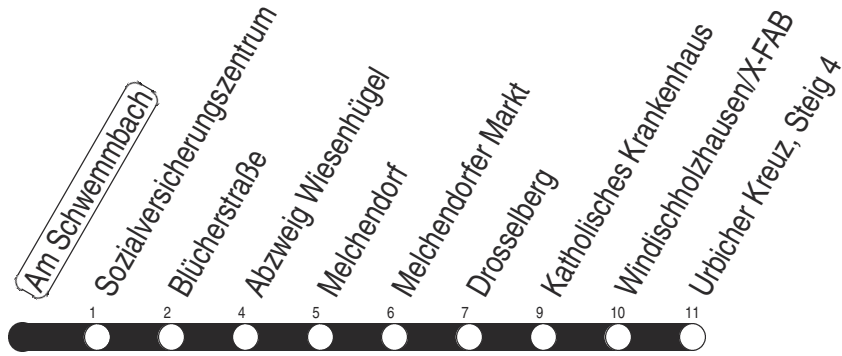 Am Schwemmbach
Sozialversicherungszentrum
Blücherstraße
Abzweig Wiesenhügel
Melchendorf
Melchendorfer Markt
Drosselberg
Katholisches Krankenhaus
Windischholzhausen/X-FAB
Urbicher Kreuz, Steig 4
1 2 4 5 6 7 9 10 11